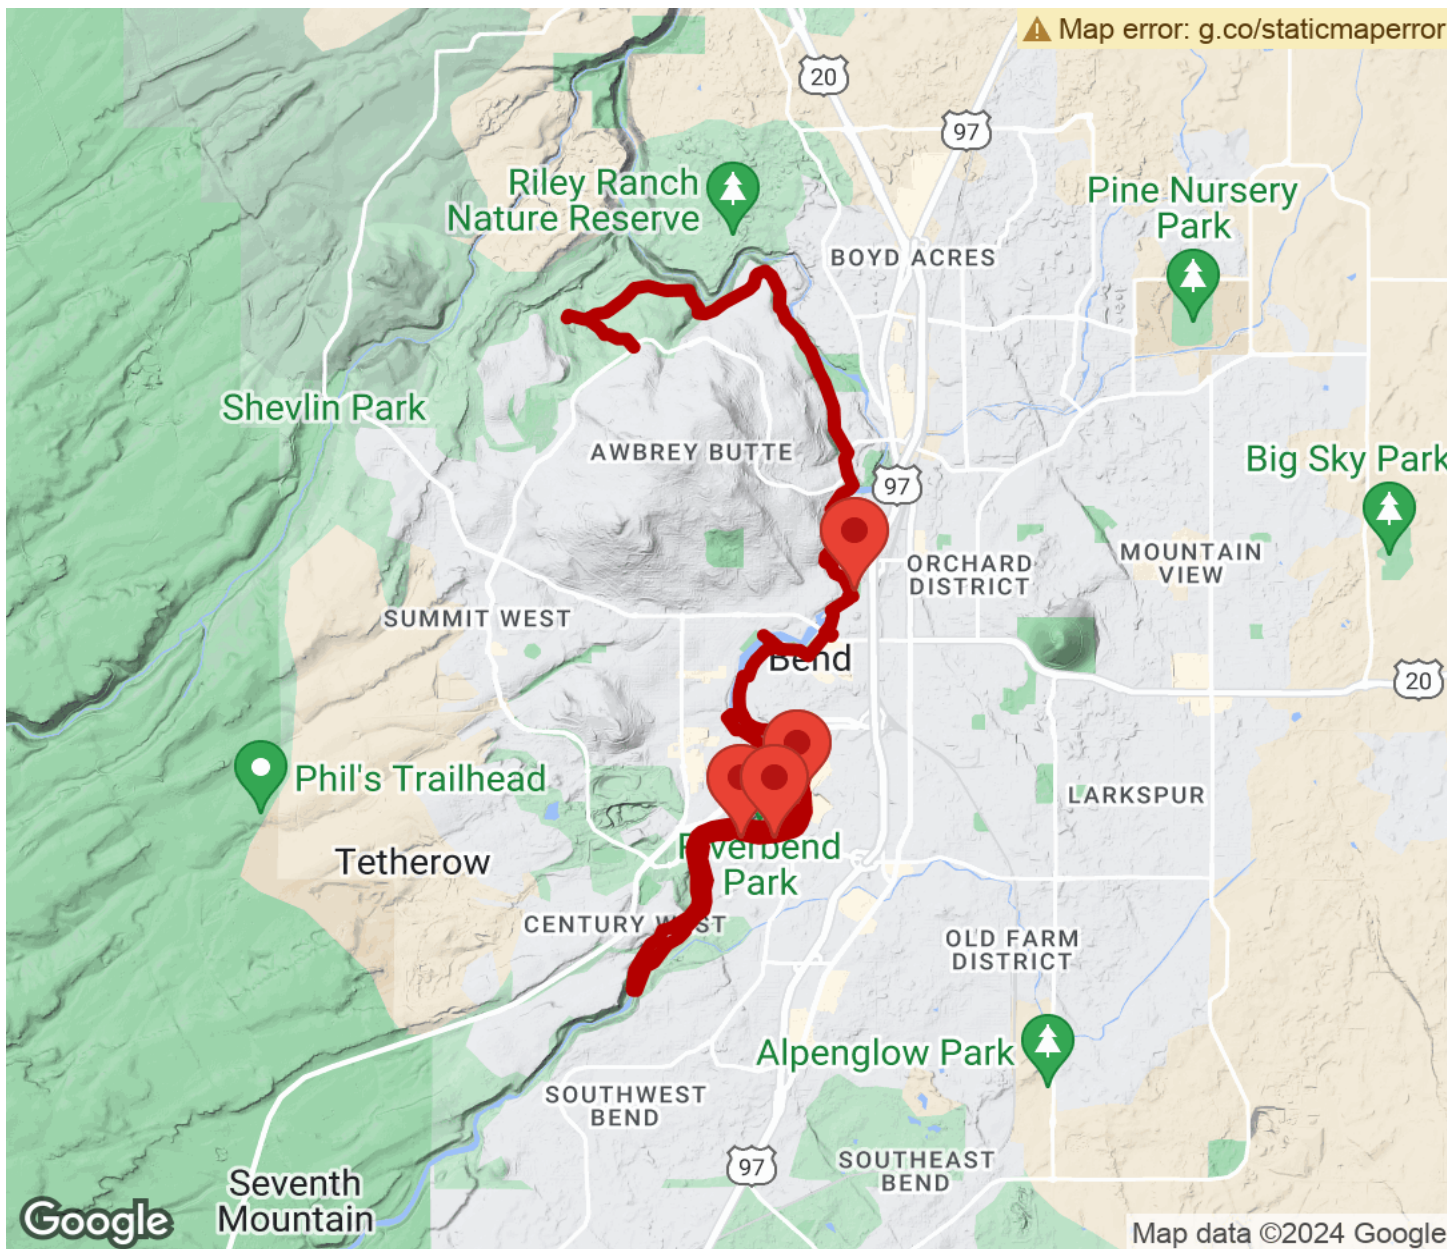 Map error: g.co/staticmaperror
20
97
Riley Ranch
Nature Reserve
Pine Nursery
Park
BOYD ACRES
Shevlin Park
AWBREY BUTTE
Big Sky Park
97
ORCHARD
DISTRICT
MOUNTAIN
VIEW
SUMMIT WEST
Bend
20
Phil's Trailhead
LARKSPUR
Tetherow
Riverbend
Park
CENTURY WEST
OLD FARM
DISTRICT
Alpenglow Park
SOUTHWEST
BEND
97
SOUTHEAST
BEND
Seventh
Mountain
Google
Map data ©2024 Google